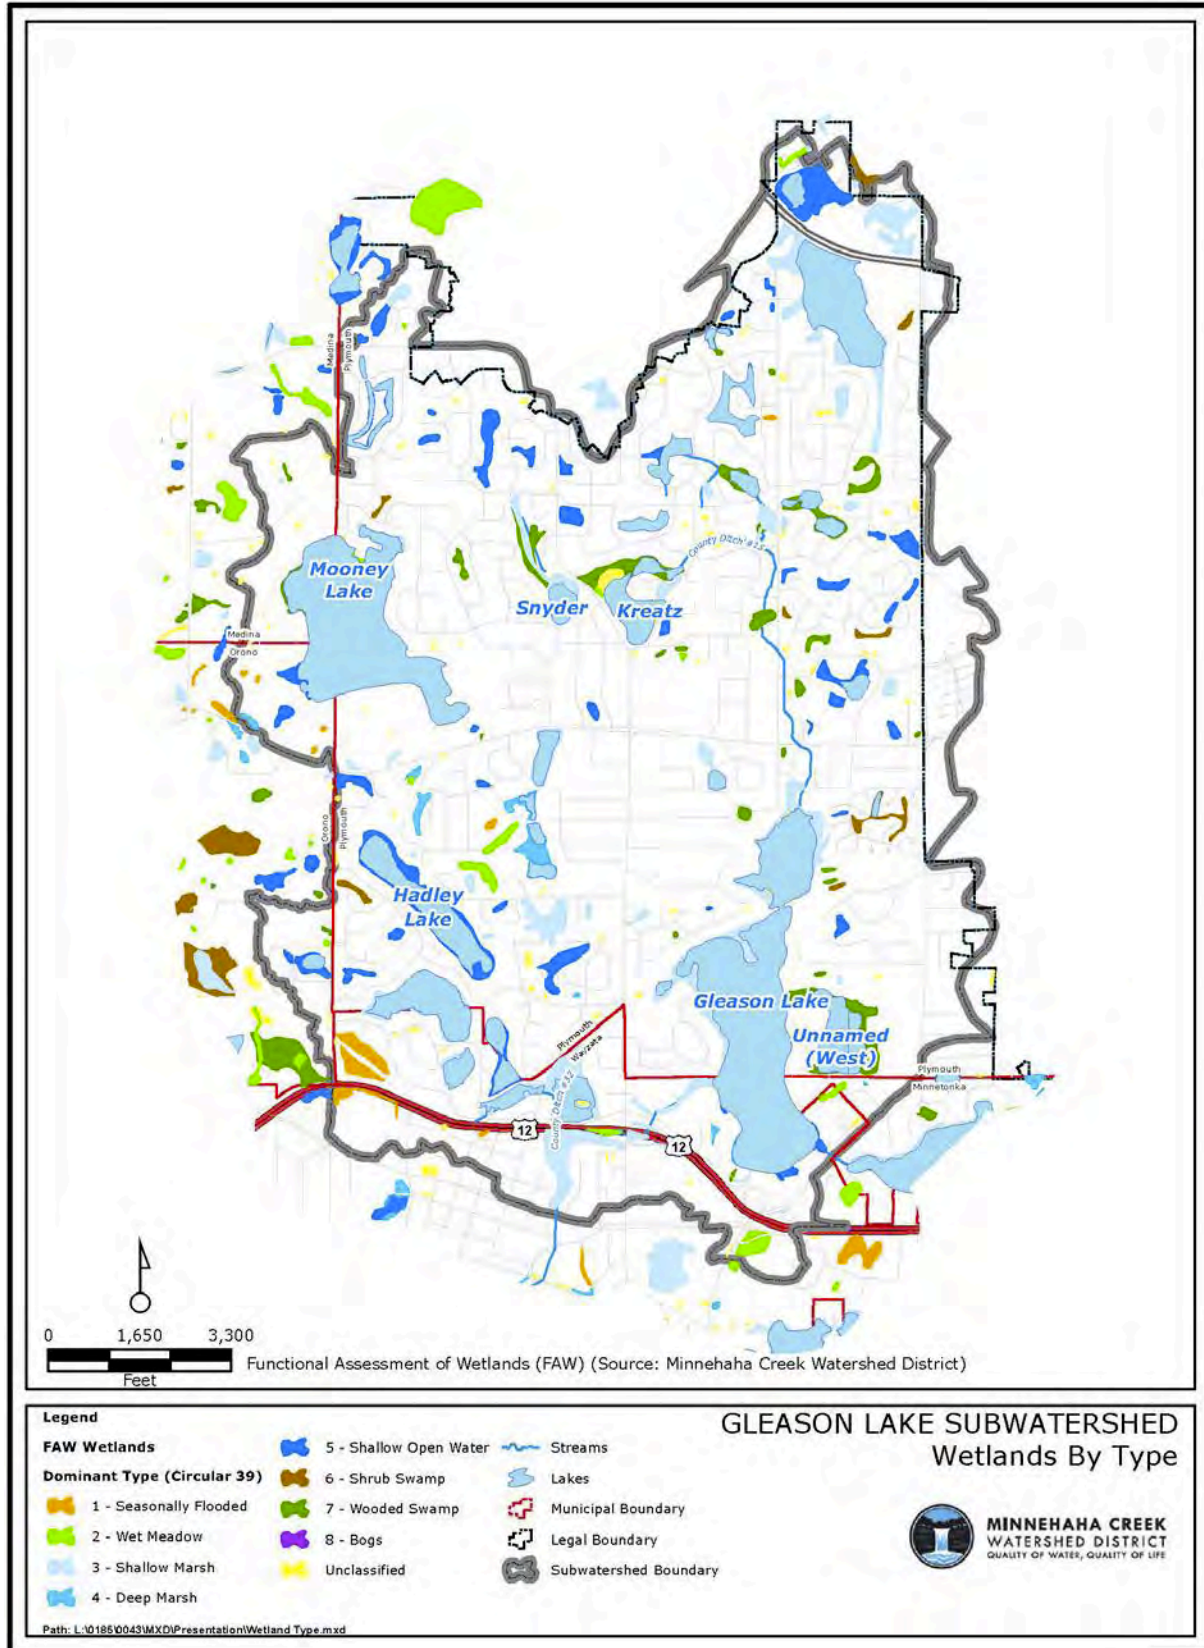 Medina
Plymouth
County Ditch #15
Mooney
Lake
Snyder
Kreatz
Medina
Orono
Orono
Plymouth
Hadley
Lake
Gleason Lake
Unnamed
(West)
Plymouth
Wayzata
Plymouth
Minnetonka
County Ditch #32
12
12
0 1,650 3,300
Feet
Functional Assessment of Wetlands (FAW) (Source: Minnehaha Creek Watershed District)
Legend
FAW Wetlands
Dominant Type (Circular 39)
1 - Seasonally Flooded
2 - Wet Meadow
3 - Shallow Marsh
4 - Deep Marsh
5 - Shallow Open Water
6 - Shrub Swamp
7 - Wooded Swamp
8 - Bogs
Unclassified
Streams
Lakes
Municipal Boundary
Legal Boundary
Subwatershed Boundary
GLEASON LAKE SUBWATERSHED
Wetlands By Type
MINNEHAHA CREEK
WATERSHED DISTRICT
QUALITY OF WATER, QUALITY OF LIFE
Path: L:\0185\0043\MXD\Presentation\Wetland Type.mxd